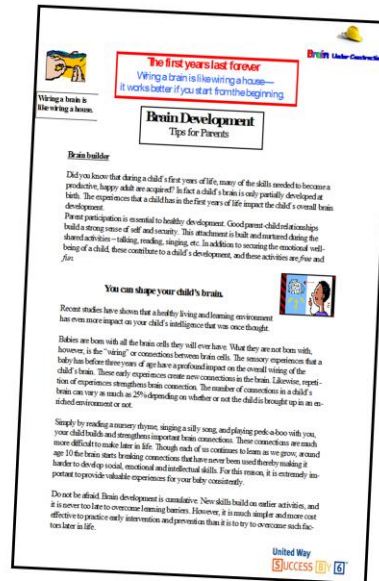 Brain Under Construction
The first years last forever
Wiring a brain is like wiring a house—
it works better if you start from the beginning.
Wiring a brain is
like wiring a house.
Brain Development
Tips for Parents
Brain builder
Did you know that during a child's first years of life, many of the skills needed to become a
productive, happy adult are acquired? In fact a child's brain is only partially developed at
birth. The experiences that a child has in the first years of life impact the child's overall brain
development.
Parent participation is essential to healthy development. Good parent-child relationships
build a strong sense of self and security. This attachment is built and nurtured during the
shared activities – talking, reading, singing, etc. In addition to securing the emotional well-
being of a child, these contribute to a child's development, and these activities are free and
fun.
You can shape your child's brain.
Recent studies have shown that a healthy living and learning environment
has even more impact on your child's intelligence that was once thought.
Babies are born with all the brain cells they will ever have. What they are not born with,
however, is the "wiring" or connections between brain cells. The sensory experiences that a
baby has before three years of age have a profound impact on the overall wiring of the
child's brain. These early experiences create new connections in the brain. Likewise, repeti-
tion of experiences strengthens brain connection. The number of connections in a child's
brain can vary as much as 25% depending on whether or not the child is brought up in an en-
riched environment or not.
Simply by reading a nursery rhyme, singing a silly song, and playing peek-a-boo with you,
your child builds and strengthens important brain connections. These connections are much
more difficult to make later in life. Though each of us continues to learn as we grow, around
age 10 the brain starts breaking connections that have never been used thereby making it
harder to develop social, emotional and intellectual skills. For this reason, it is extremely im-
portant to provide valuable experiences for your baby consistently.
Do not be afraid. Brain development is cumulative. New skills build on earlier activities, and
it is never too late to overcome learning barriers. However, it is much simpler and more cost
effective to practice early intervention and prevention than it is to try to overcome such fac-
tors later in life.
United Way
SUCCESS BY 6